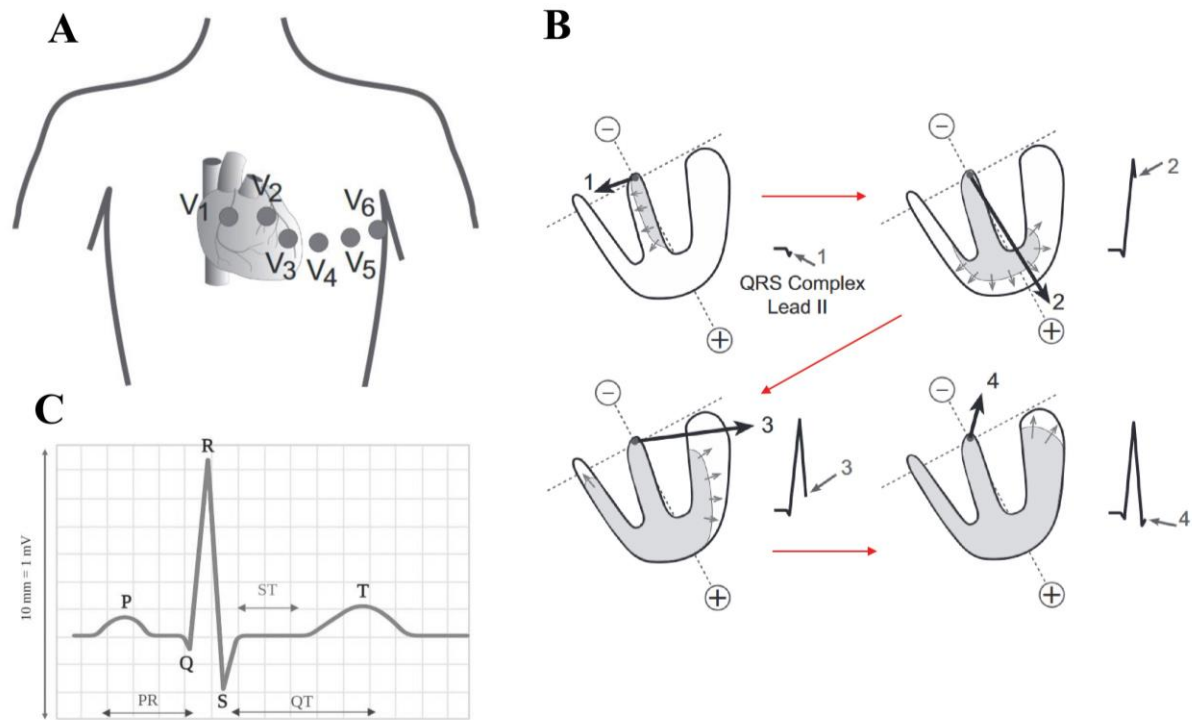 A
V1
V2
V3
V4
V5
V6
B
−
1
+
1
QRS Complex
Lead II
−
2
+
2
−
3
+
3
−
4
+
4
C
10 mm = 1 mV
P
Q
R
S
T
ST
PR
QT